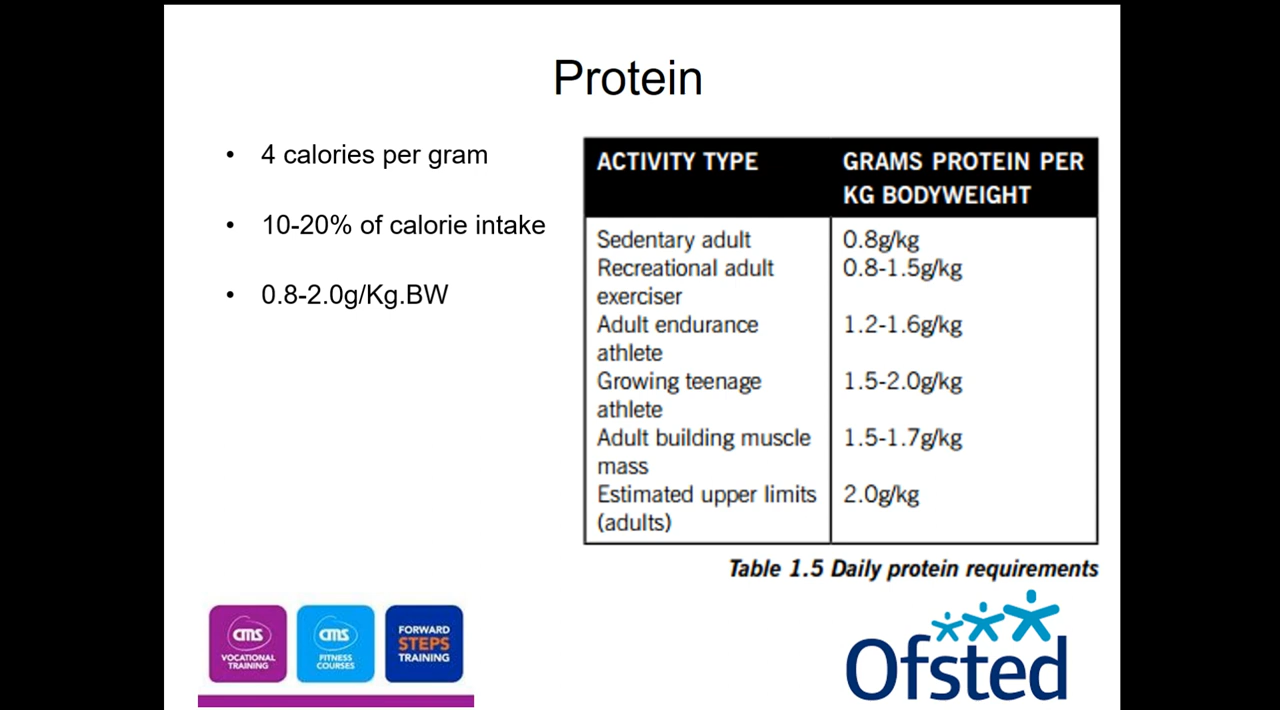 Protein
• 4 calories per gram
• 10-20% of calorie intake
• 0.8-2.0g/Kg.BW
ACTIVITY TYPE GRAMS PROTEIN PER
KG BODYWEIGHT
Sedentary adult 0.8g/kg
Recreational adult 0.8-1.5g/kg
exerciser
Adult endurance 1.2-1.6g/kg
athlete
Growing teenage 1.5-2.0g/kg
athlete
Adult building muscle 1.5-1.7g/kg
mass
Estimated upper limits 2.0g/kg
(adults)
Table 1.5 Daily protein requirements
cms
VOCATIONAL
TRAINING
cms
FITNESS
COURSES
FORWARD
STEPS
TRAINING
Ofsted